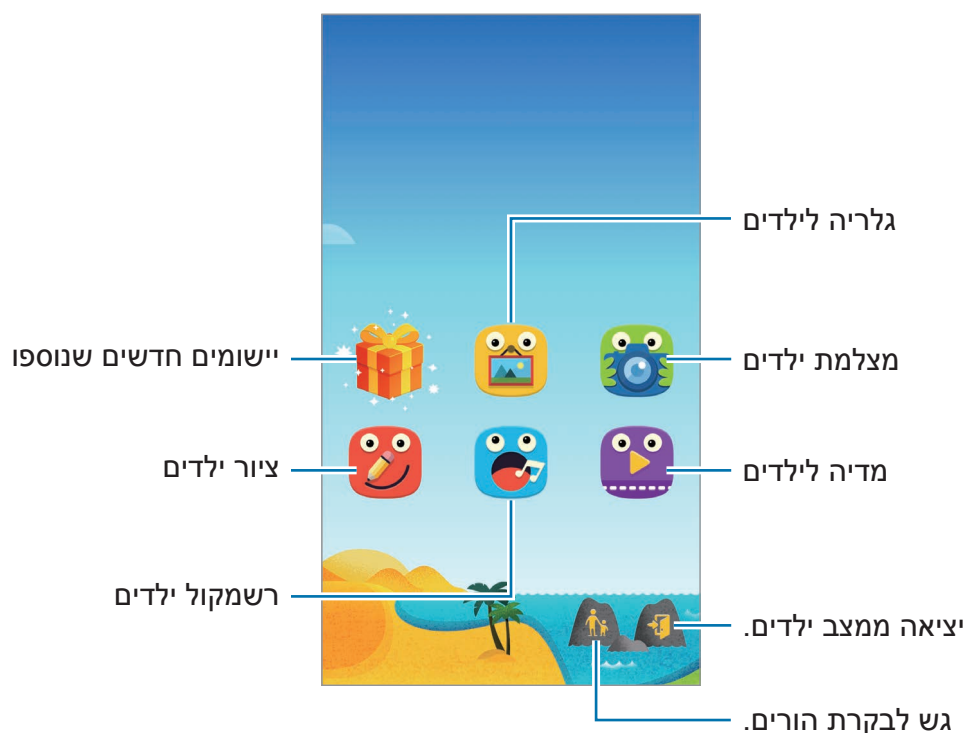 גלריה לילדים
יישומים חדשים שנוספו
מצלמת ילדים
ציור ילדים
מדיה לילדים
רשמקול ילדים
יציאה ממצב ילדים.
גש לבקרת הורים.